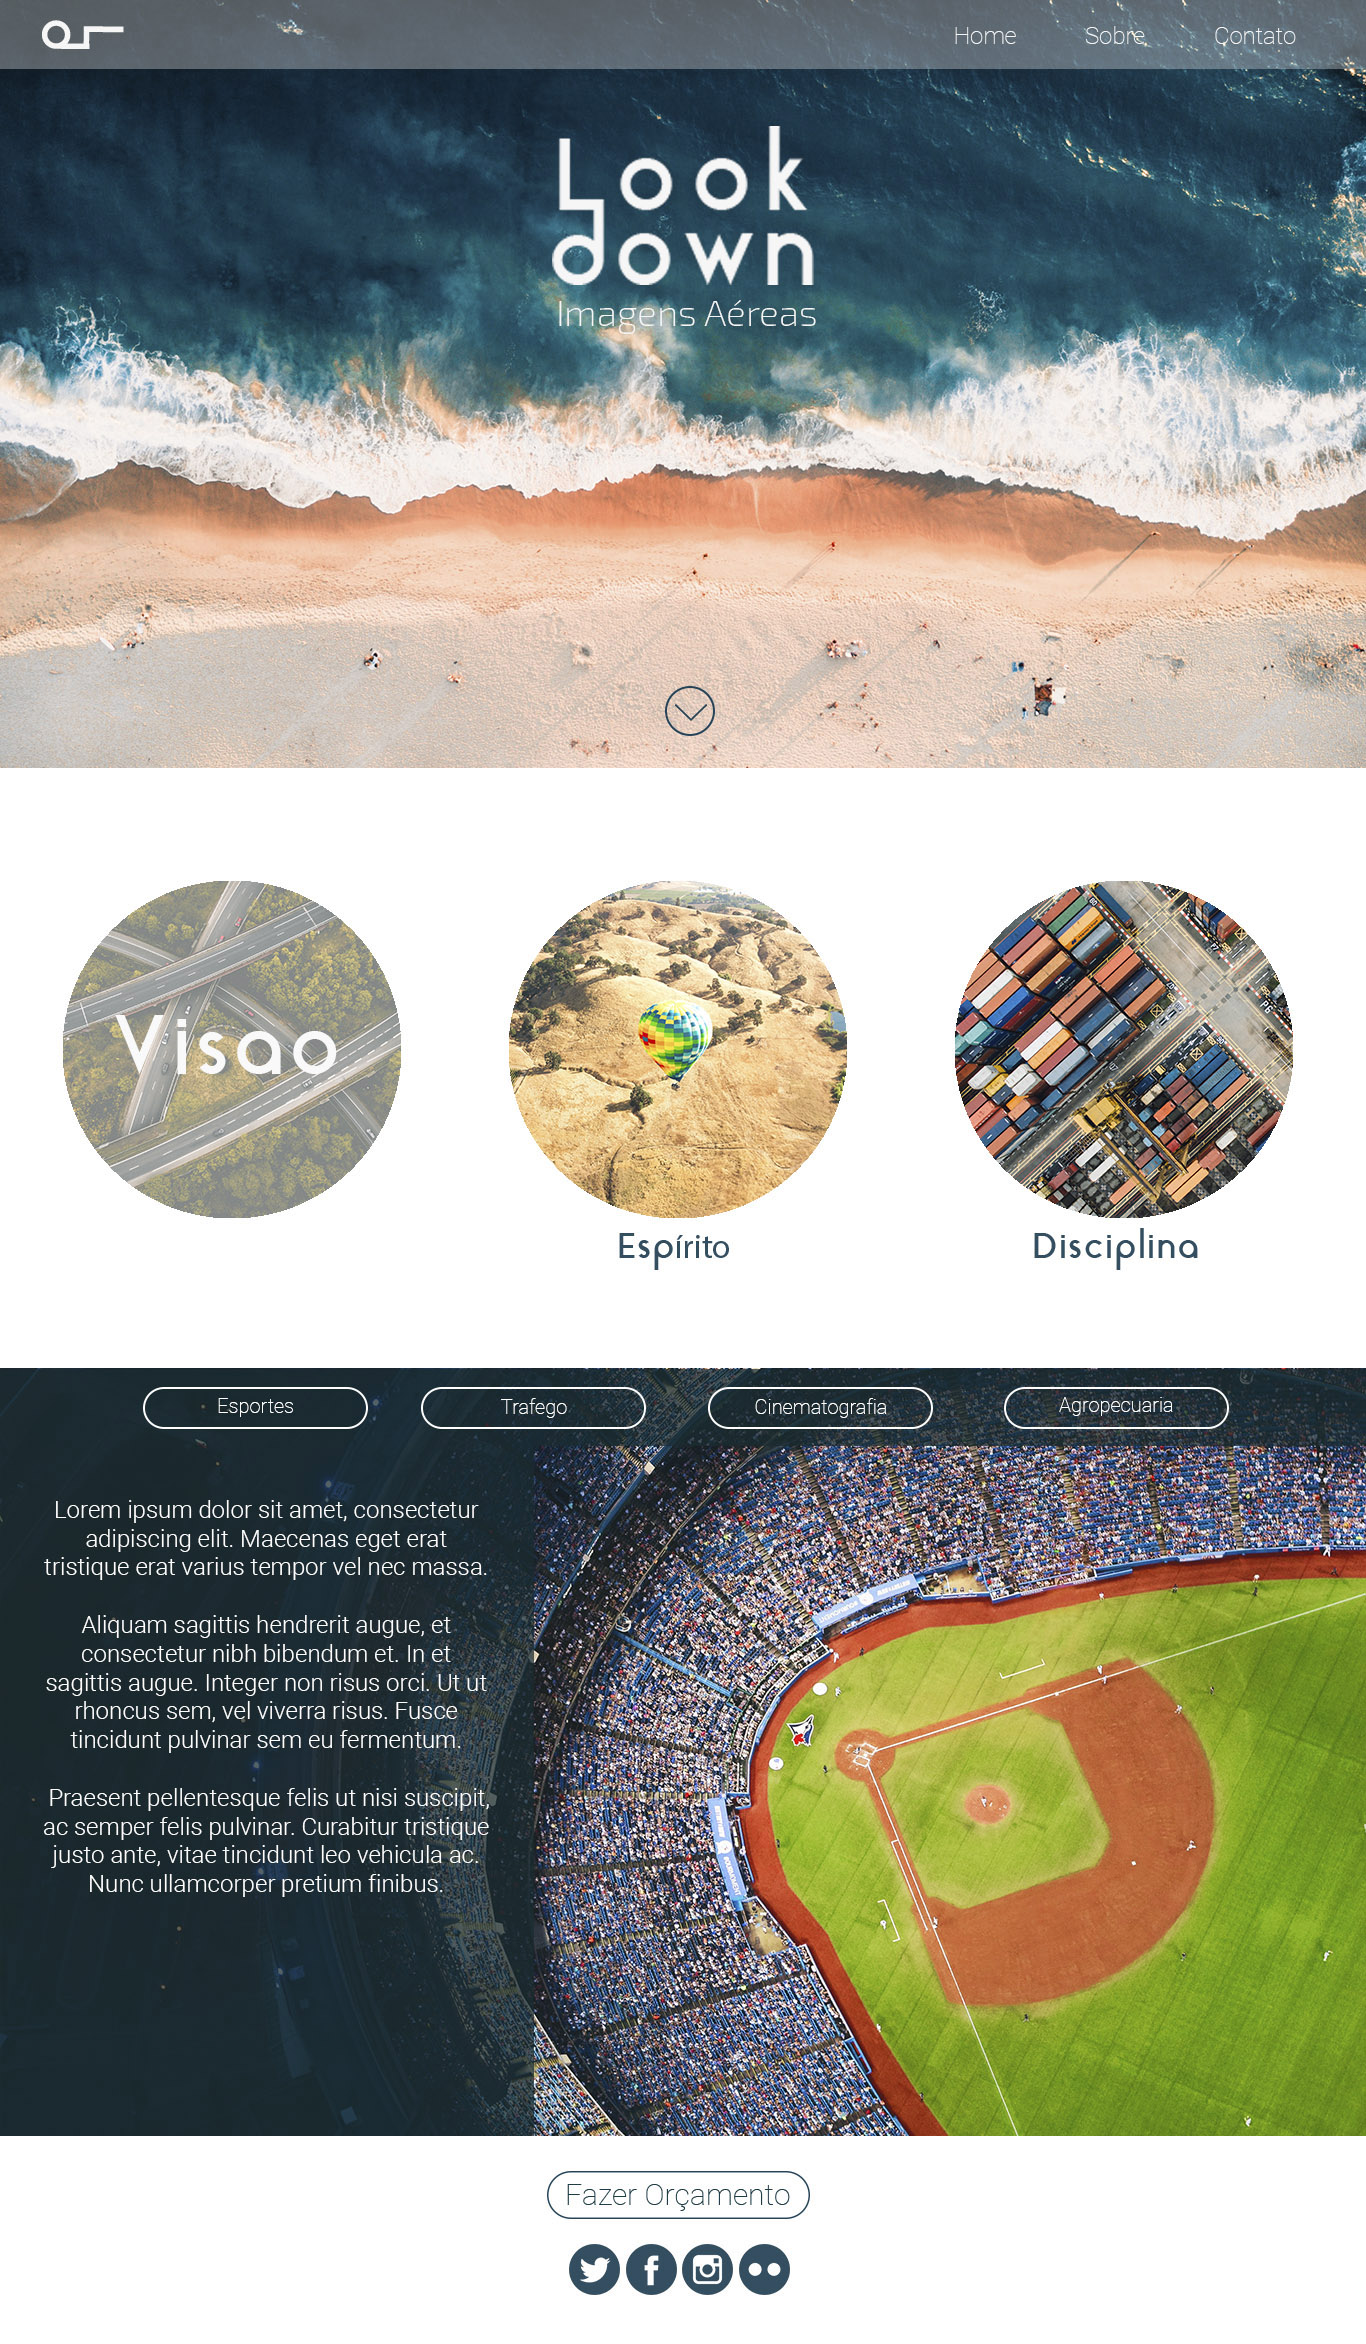 Home Sobre Contato
Look
down
Imagens Aéreas
Visao
Espírito
Disciplina
Esportes Trafego Cinematografia Agropecuaria
Lorem ipsum dolor sit amet, consectetur
adipiscing elit. Maecenas eget erat
tristique erat varius tempor vel nec massa.
Aliquam sagittis hendrerit augue, et
consectetur nibh bibendum et. In et
sagittis augue. Integer non risus orci. Ut ut
rhoncus sem, vel viverra risus. Fusce
tincidunt pulvinar sem eu fermentum.
Praesent pellentesque felis ut nisi suscipit,
ac semper felis pulvinar. Curabitur tristique
justo ante, vitae tincidunt leo vehicula ac.
Nunc ullamcorper pretium finibus.
Fazer Orçamento